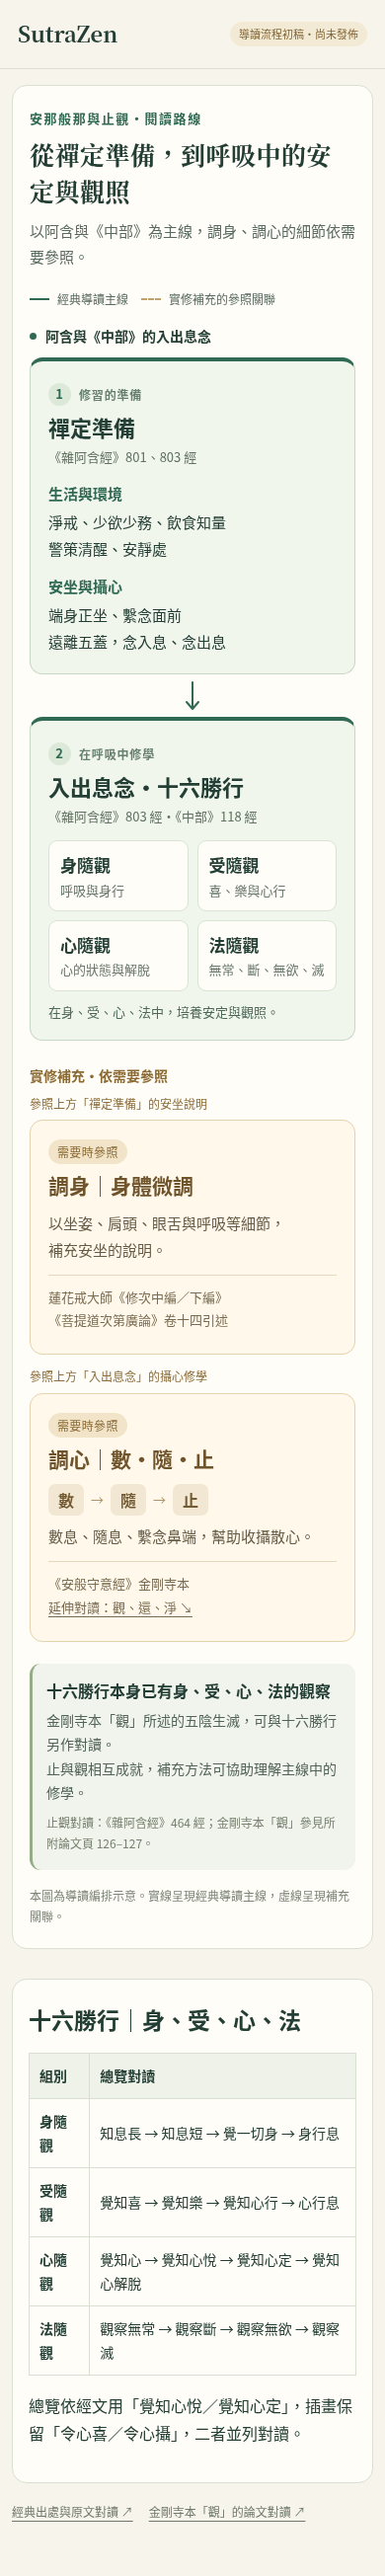 SutraZen
導讀流程初稿・尚未發佈
安那般那與止觀・閱讀路線
從禪定準備，到呼吸中的安
定與觀照
以阿含與《中部》為主線，調身、調心的細節依需
要參照。
經典導讀主線
實修補充的參照關聯
阿含與《中部》的入出息念
1 修習的準備
禪定準備
《雜阿含經》801、803 經
生活與環境
淨戒、少欲少務、飲食知量
警策清醒、安靜處
安坐與攝心
端身正坐、繫念面前
遠離五蓋，念入息、念出息
↓
2 在呼吸中修學
入出息念・十六勝行
《雜阿含經》803 經・《中部》118 經
身隨觀
呼吸與身行
受隨觀
喜、樂與心行
心隨觀
心的狀態與解脫
法隨觀
無常、斷、無欲、滅
在身、受、心、法中，培養安定與觀照。
實修補充・依需要參照
參照上方「禪定準備」的安坐說明
需要時參照
調身｜身體微調
以坐姿、肩頭、眼舌與呼吸等細節，
補充安坐的說明。
蓮花戒大師《修次中編／下編》
《菩提道次第廣論》卷十四引述
參照上方「入出息念」的攝心修學
需要時參照
調心｜數・隨・止
數 → 隨 → 止
數息、隨息、繫念鼻端，幫助收攝散心。
《安般守意經》金剛寺本
延伸對讀：觀、還、淨 ↘
十六勝行本身已有身、受、心、法的觀察
金剛寺本「觀」所述的五陰生滅，可與十六勝行
另作對讀。
止與觀相互成就，補充方法可協助理解主線中的
修學。
止觀對讀：《雜阿含經》464 經；金剛寺本「觀」參見所
附論文頁 126–127。
本圖為導讀編排示意。實線呈現經典導讀主線，虛線呈現補充
關聯。
十六勝行｜身、受、心、法
組別 總覽對讀
身隨
觀
知息長 → 知息短 → 覺一切身 → 身行息
受隨
觀
覺知喜 → 覺知樂 → 覺知心行 → 心行息
心隨
觀
覺知心 → 覺知心悅 → 覺知心定 → 覺知
心解脫
法隨
觀
觀察無常 → 觀察斷 → 觀察無欲 → 觀察
滅
總覽依經文用「覺知心悅／覺知心定」，插畫保
留「令心喜／令心攝」，二者並列對讀。
經典出處與原文對讀 ↗
金剛寺本「觀」的論文對讀 ↗